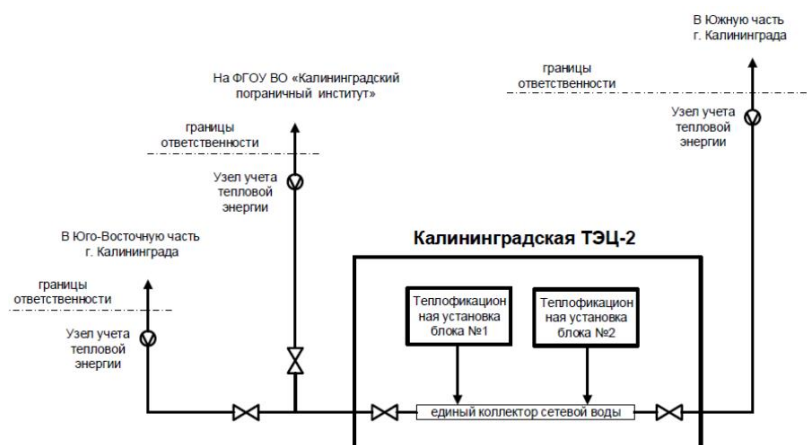 В Южную часть
г. Калининграда
границы
ответственности
Узел учета
тепловой
энергии
На ФГОУ ВО «Калининградский
пограничный институт»
границы
ответственности
Узел учета
тепловой
энергии
В Юго-Восточную часть
г. Калининграда
границы
ответственности
Узел учета
тепловой
энергии
Калининградская ТЭЦ-2
Теплофикацион
ная установка
блока №1
Теплофикацион
ная установка
блока №2
единый коллектор сетевой воды